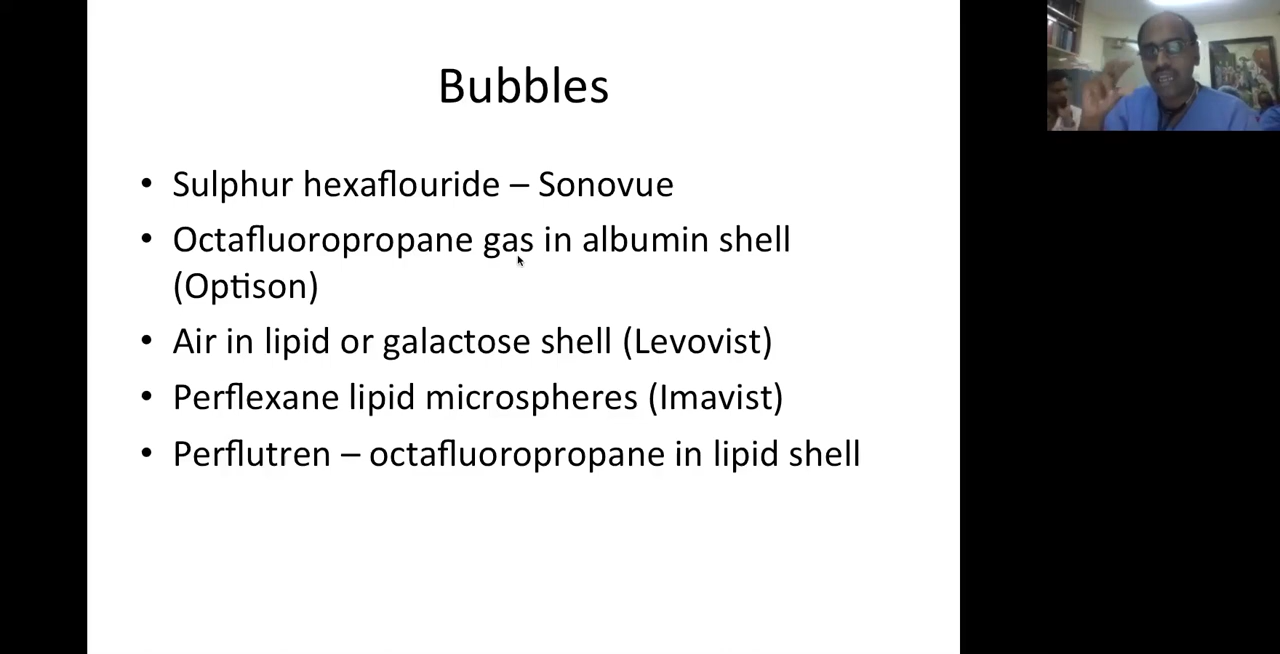 Bubbles
• Sulphur hexaflouride – Sonovue
• Octafluoropropane gas in albumin shell
(Optison)
• Air in lipid or galactose shell (Levovist)
• Perflexane lipid microspheres (Imavist)
• Perflutren – octafluoropropane in lipid shell